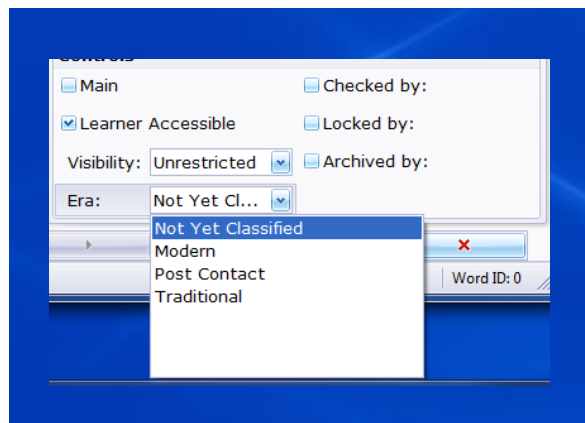 Controls
Main
Checked by:
Learner Accessible
Locked by:
Visibility: Unrestricted
Archived by:
Era: Not Yet Cl...
Not Yet Classified
Modern
Post Contact
Traditional
Word ID: 0